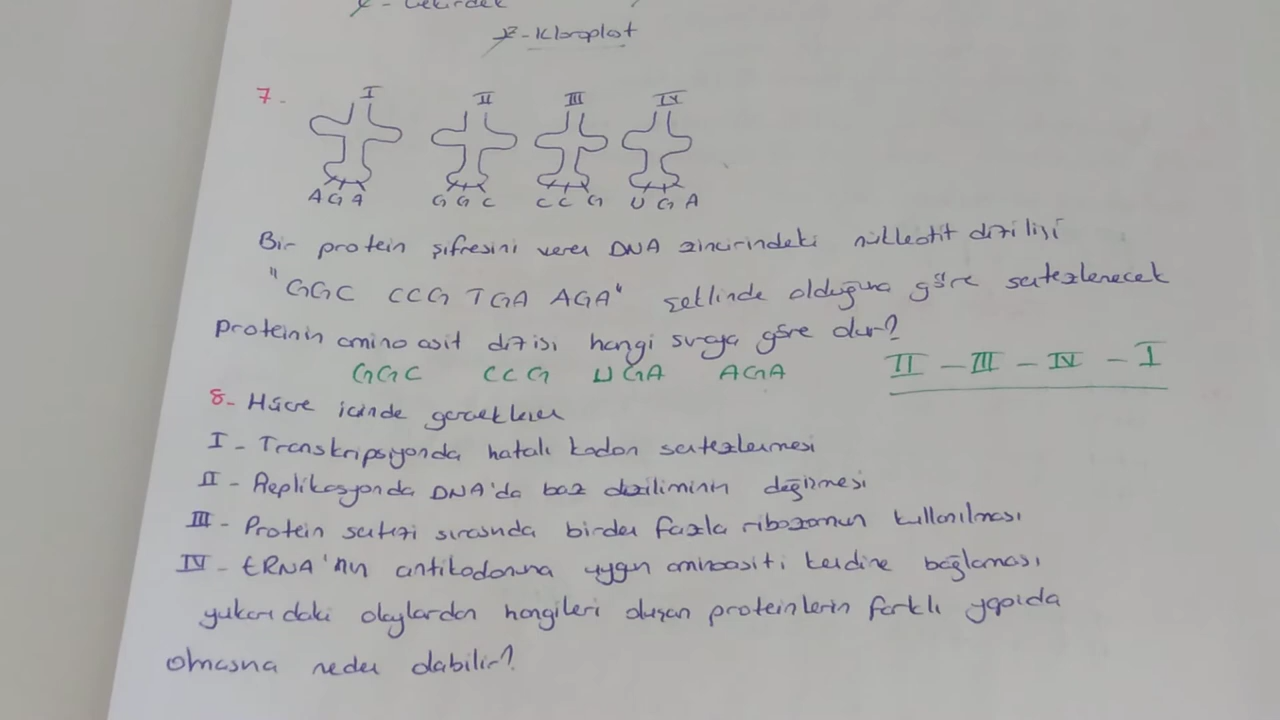 Z - Kloroplast
7.
I II III IV
AGA GGC CCG UGA
Bir protein şifresini veren DNA zincirindeki nükleotit dizilişi
"GGC CCG TGA AGA" şeklinde olduğuna göre sentezlenecek
proteinin amino asit dizisi hangi sıraya göre olur?
GGC CCG UGA AGA II - III - IV - I
8- Hücre içinde gerçekleşen
I - Transkripsiyonda hatalı kodon sentezlenmesi
II - Replikasyonda DNA'da baz diziliminin değişmesi
III - Protein sentezi sırasında birden fazla ribozomun kullanılması
IV - tRNA'nın antikodonuna uygun aminoasiti kendine bağlaması
yukarıdaki olaylardan hangileri oluşan proteinlerin farklı yapıda
olmasına neden olabilir?